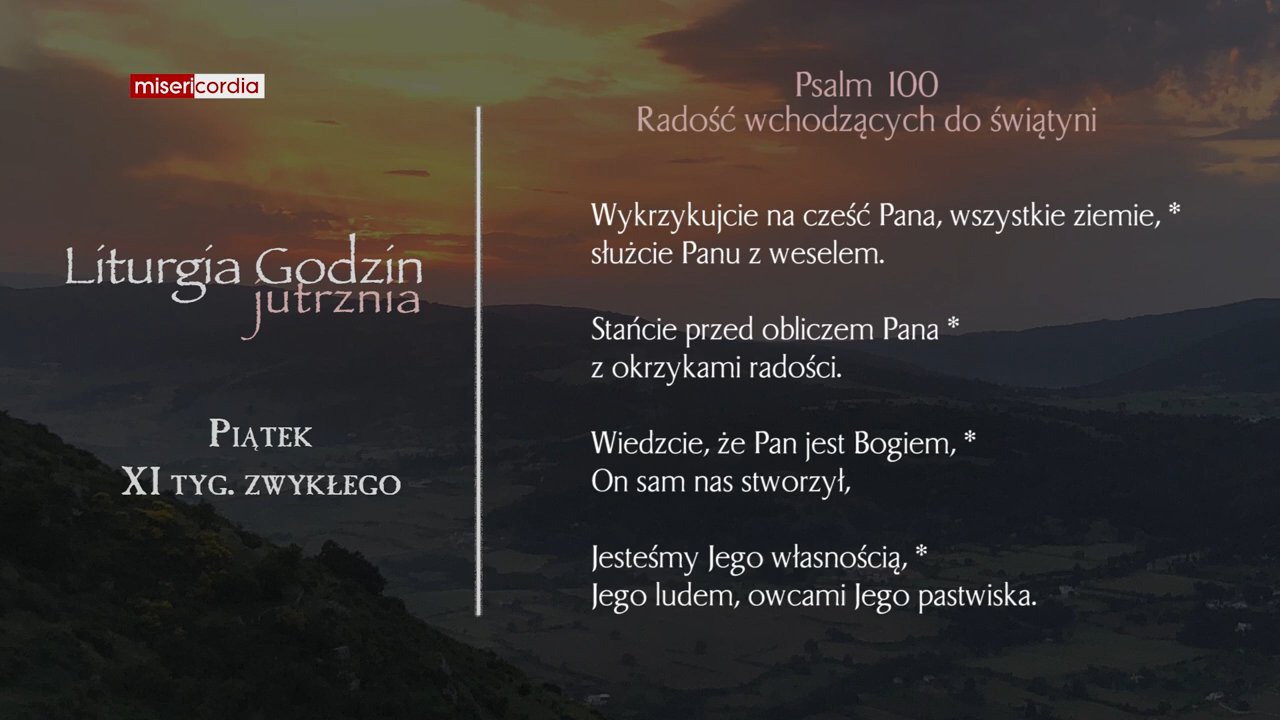 misericordia
Liturgia Godzin
jutrznia
Piątek
XI tyg. zwykłego
Psalm 100
Radość wchodzących do świątyni
Wykrzykujcie na cześć Pana, wszystkie ziemie, *
służcie Panu z weselem.
Stańcie przed obliczem Pana *
z okrzykami radości.
Wiedzcie, że Pan jest Bogiem, *
On sam nas stworzył,
Jesteśmy Jego własnością, *
Jego ludem, owcami Jego pastwiska.